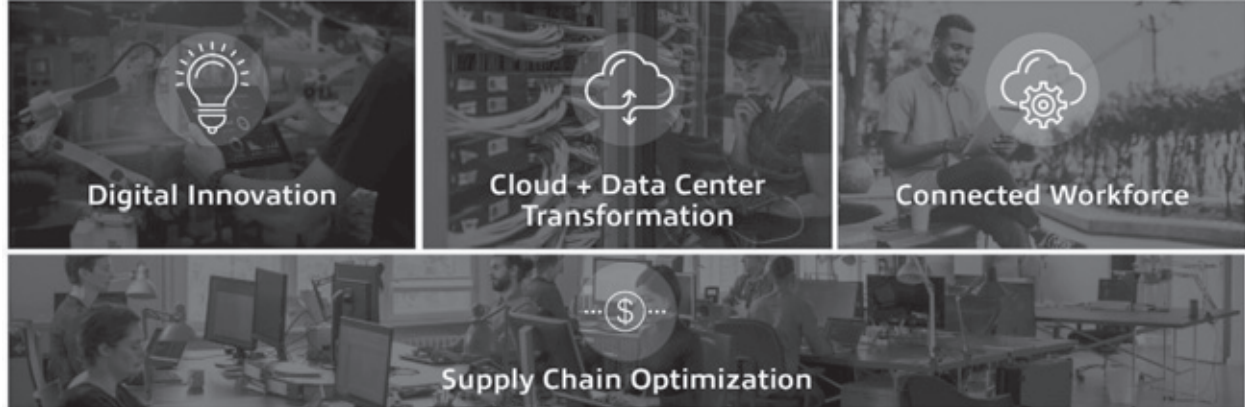 Digital Innovation
Cloud + Data Center
Transformation
Connected Workforce
$
Supply Chain Optimization